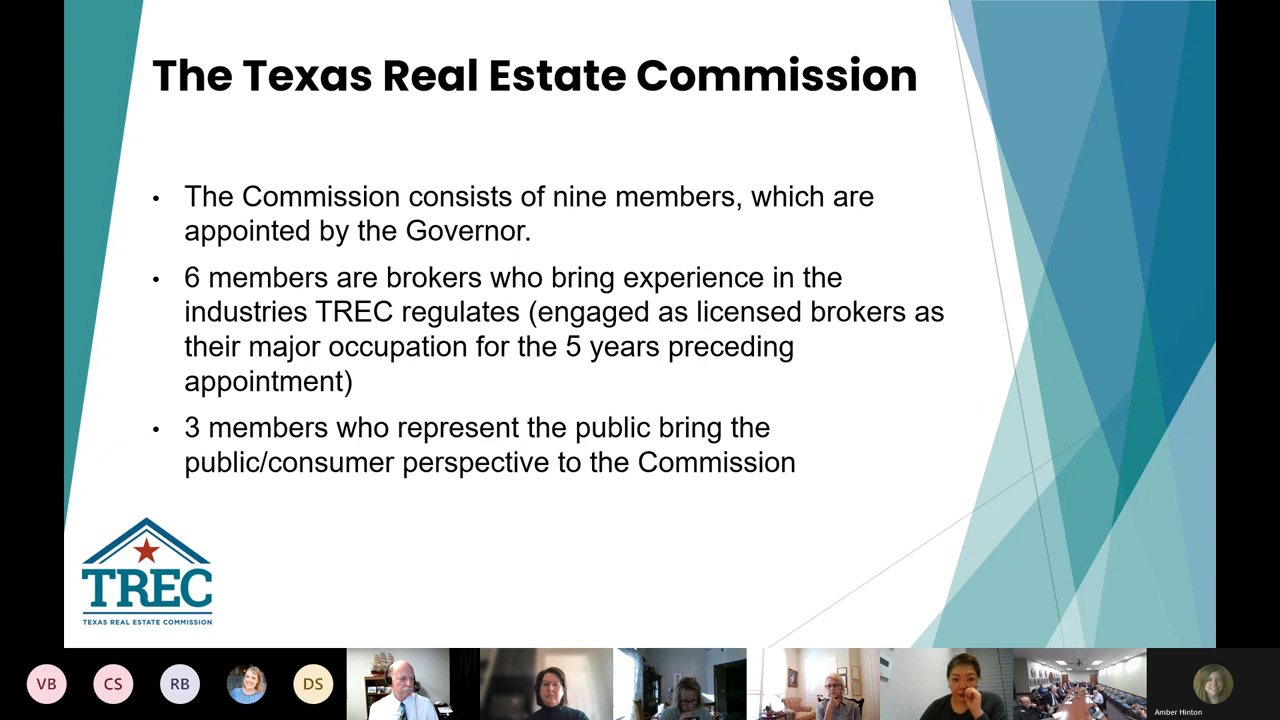 The Texas Real Estate Commission
• The Commission consists of nine members, which are
appointed by the Governor.
• 6 members are brokers who bring experience in the
industries TREC regulates (engaged as licensed brokers as
their major occupation for the 5 years preceding
appointment)
• 3 members who represent the public bring the
public/consumer perspective to the Commission
TREC
TEXAS REAL ESTATE COMMISSION
VB
CS
RB
DS
Amber Hinton